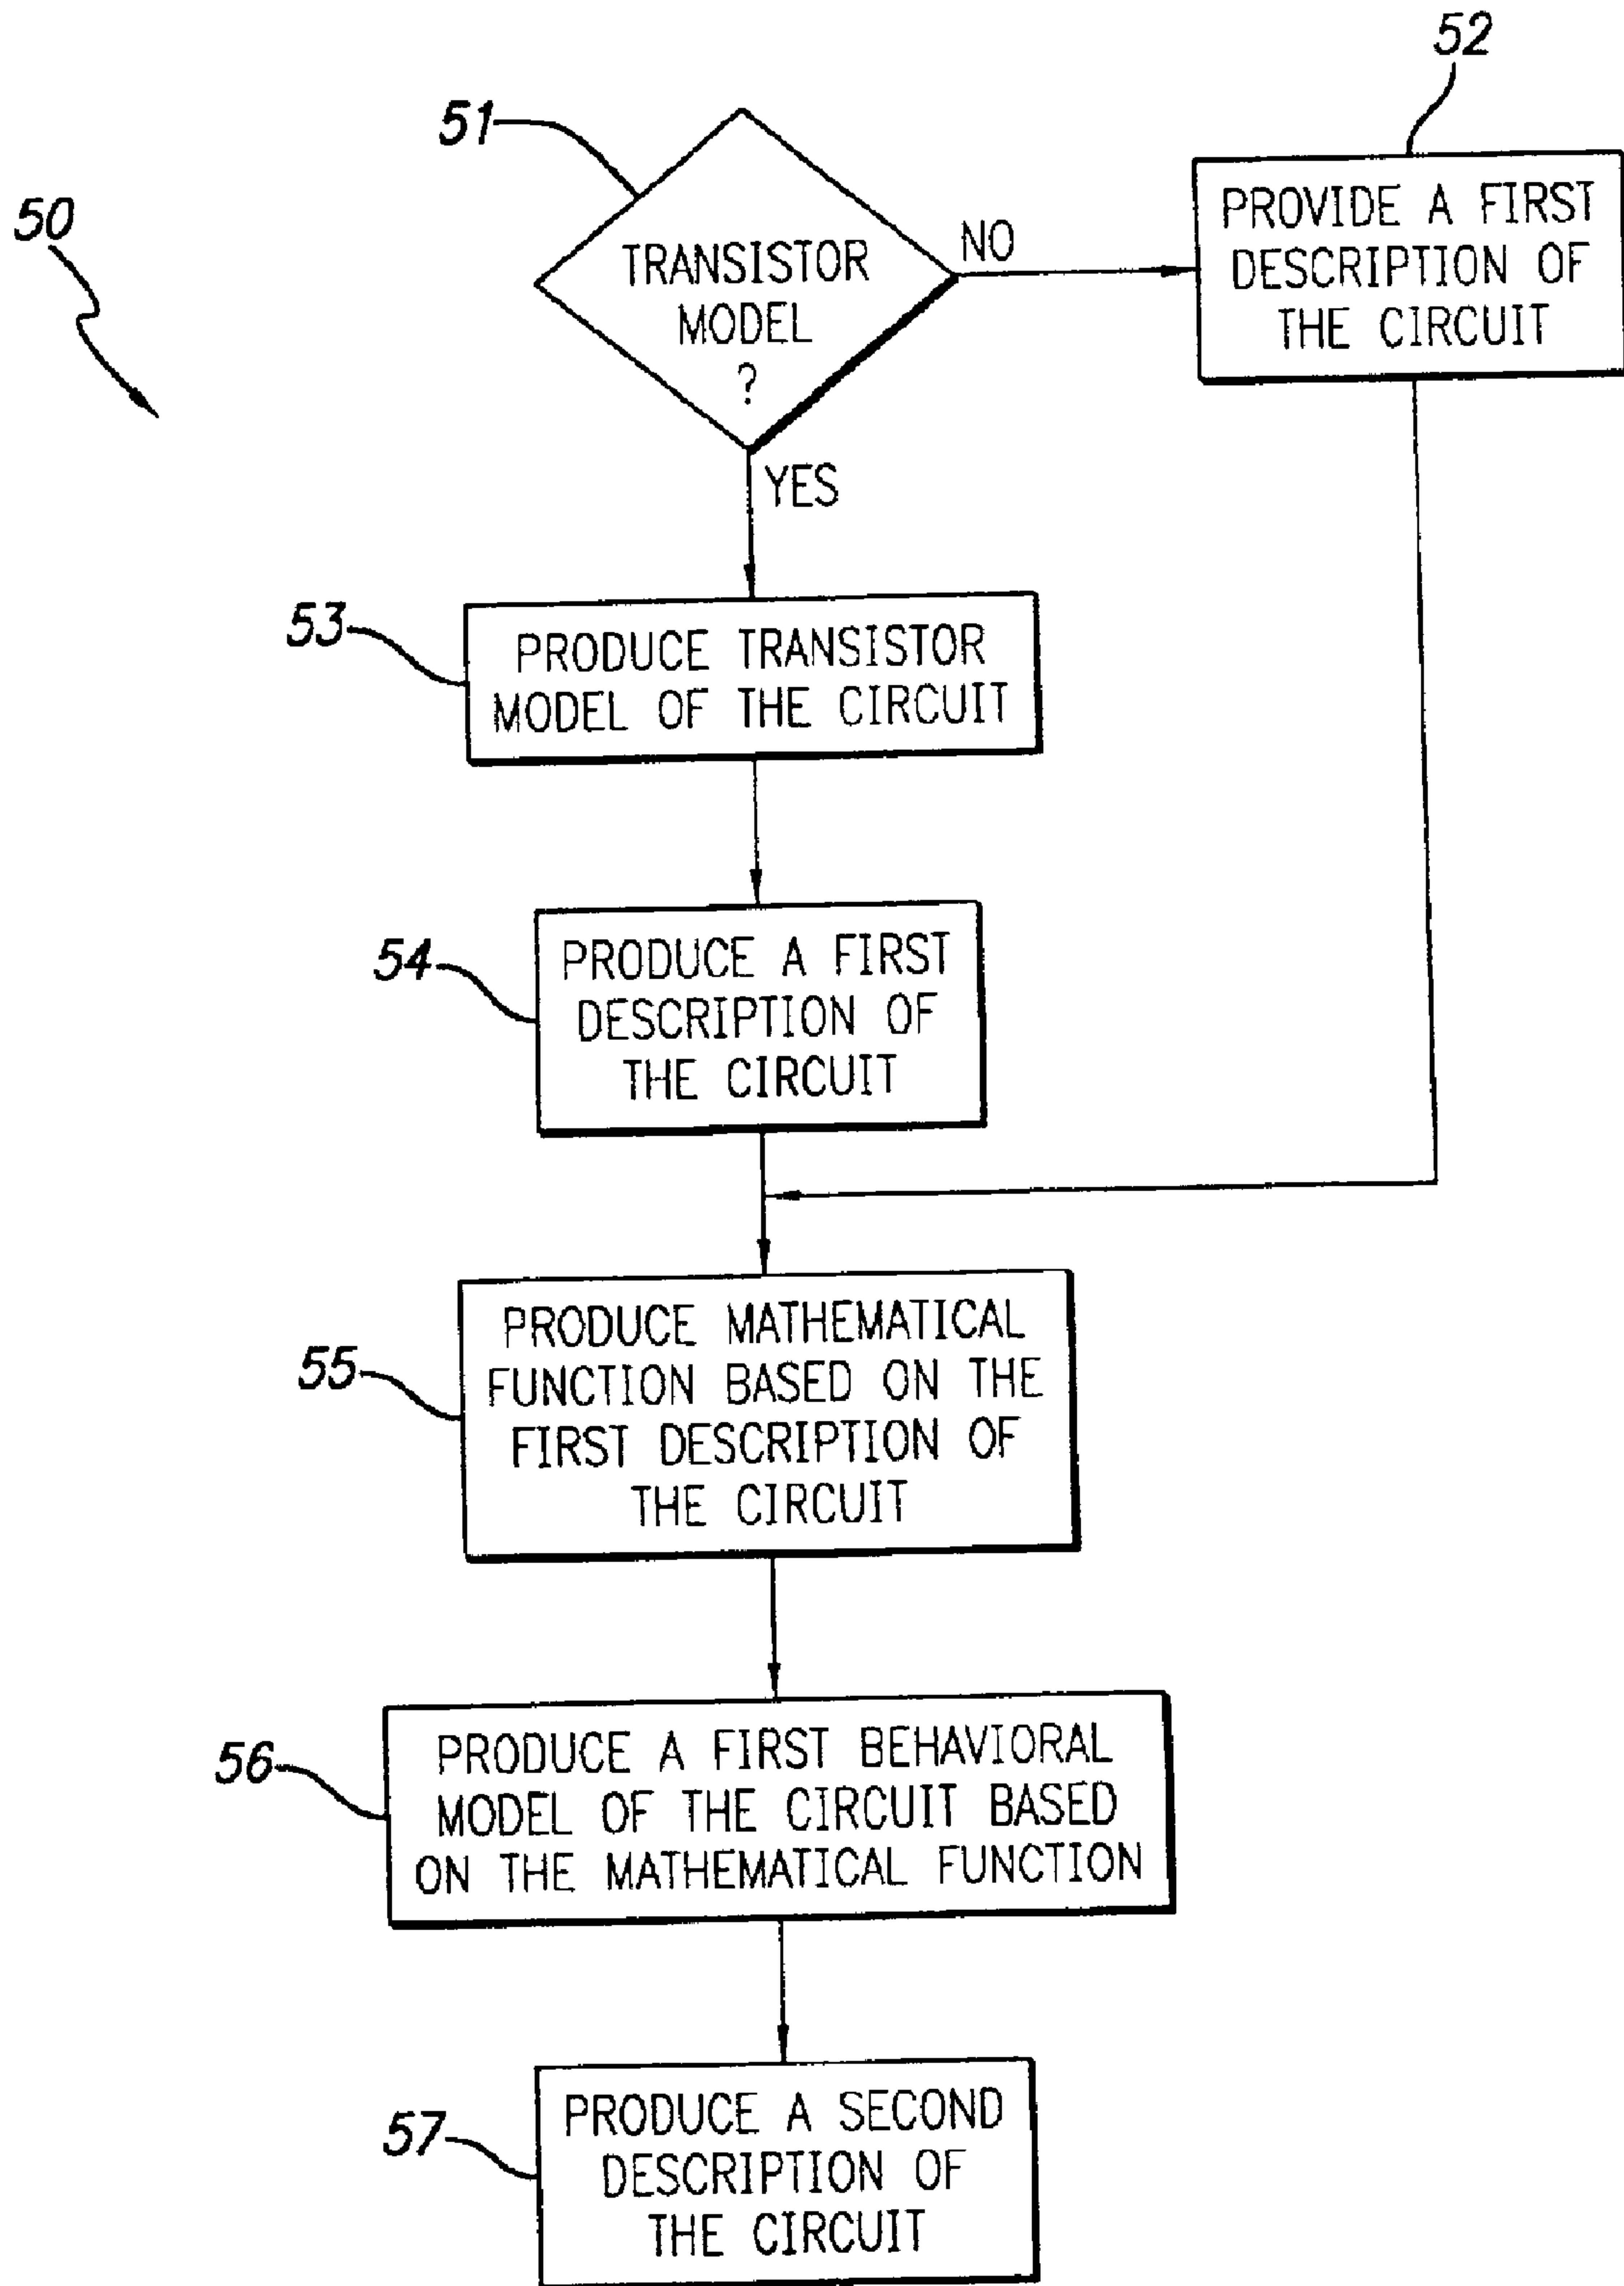 52
51
50
TRANSISTOR
MODEL
?
NO
PROVIDE A FIRST
DESCRIPTION OF
THE CIRCUIT
YES
53
PRODUCE TRANSISTOR
MODEL OF THE CIRCUIT
54
PRODUCE A FIRST
DESCRIPTION OF
THE CIRCUIT
55
PRODUCE MATHEMATICAL
FUNCTION BASED ON THE
FIRST DESCRIPTION OF
THE CIRCUIT
56
PRODUCE A FIRST BEHAVIORAL
MODEL OF THE CIRCUIT BASED
ON THE MATHEMATICAL FUNCTION
57
PRODUCE A SECOND
DESCRIPTION OF
THE CIRCUIT